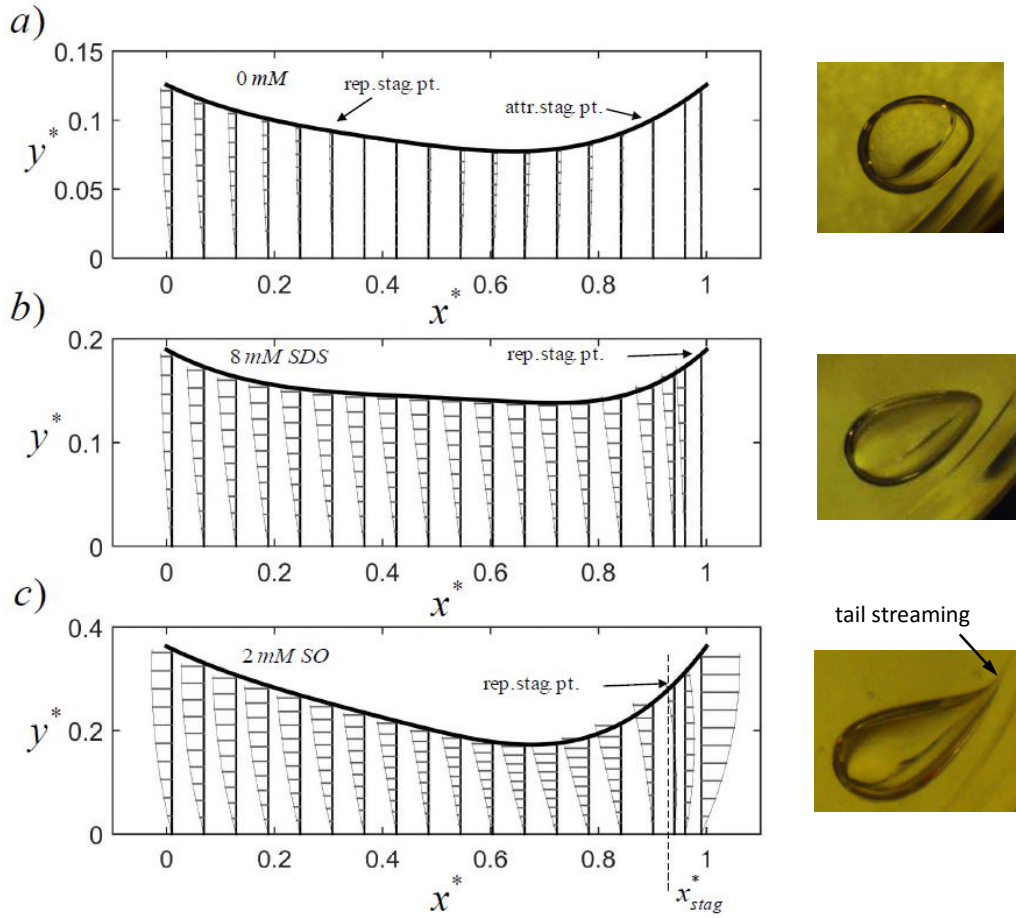 a)
0.15
0 mM
rep.stag.pt.
attr.stag.pt.
0.1
y*
0.05
0
0 0.2 0.4 0.6 0.8 1
x*
b)
0.2
8 mM SDS
rep.stag.pt.
y*
0.1
0
0 0.2 0.4 0.6 0.8 1
x*
c)
0.4
2 mM SO
tail streaming
rep.stag.pt.
y*
0.2
0
0 0.2 0.4 0.6 0.8 1
x*
x*stag